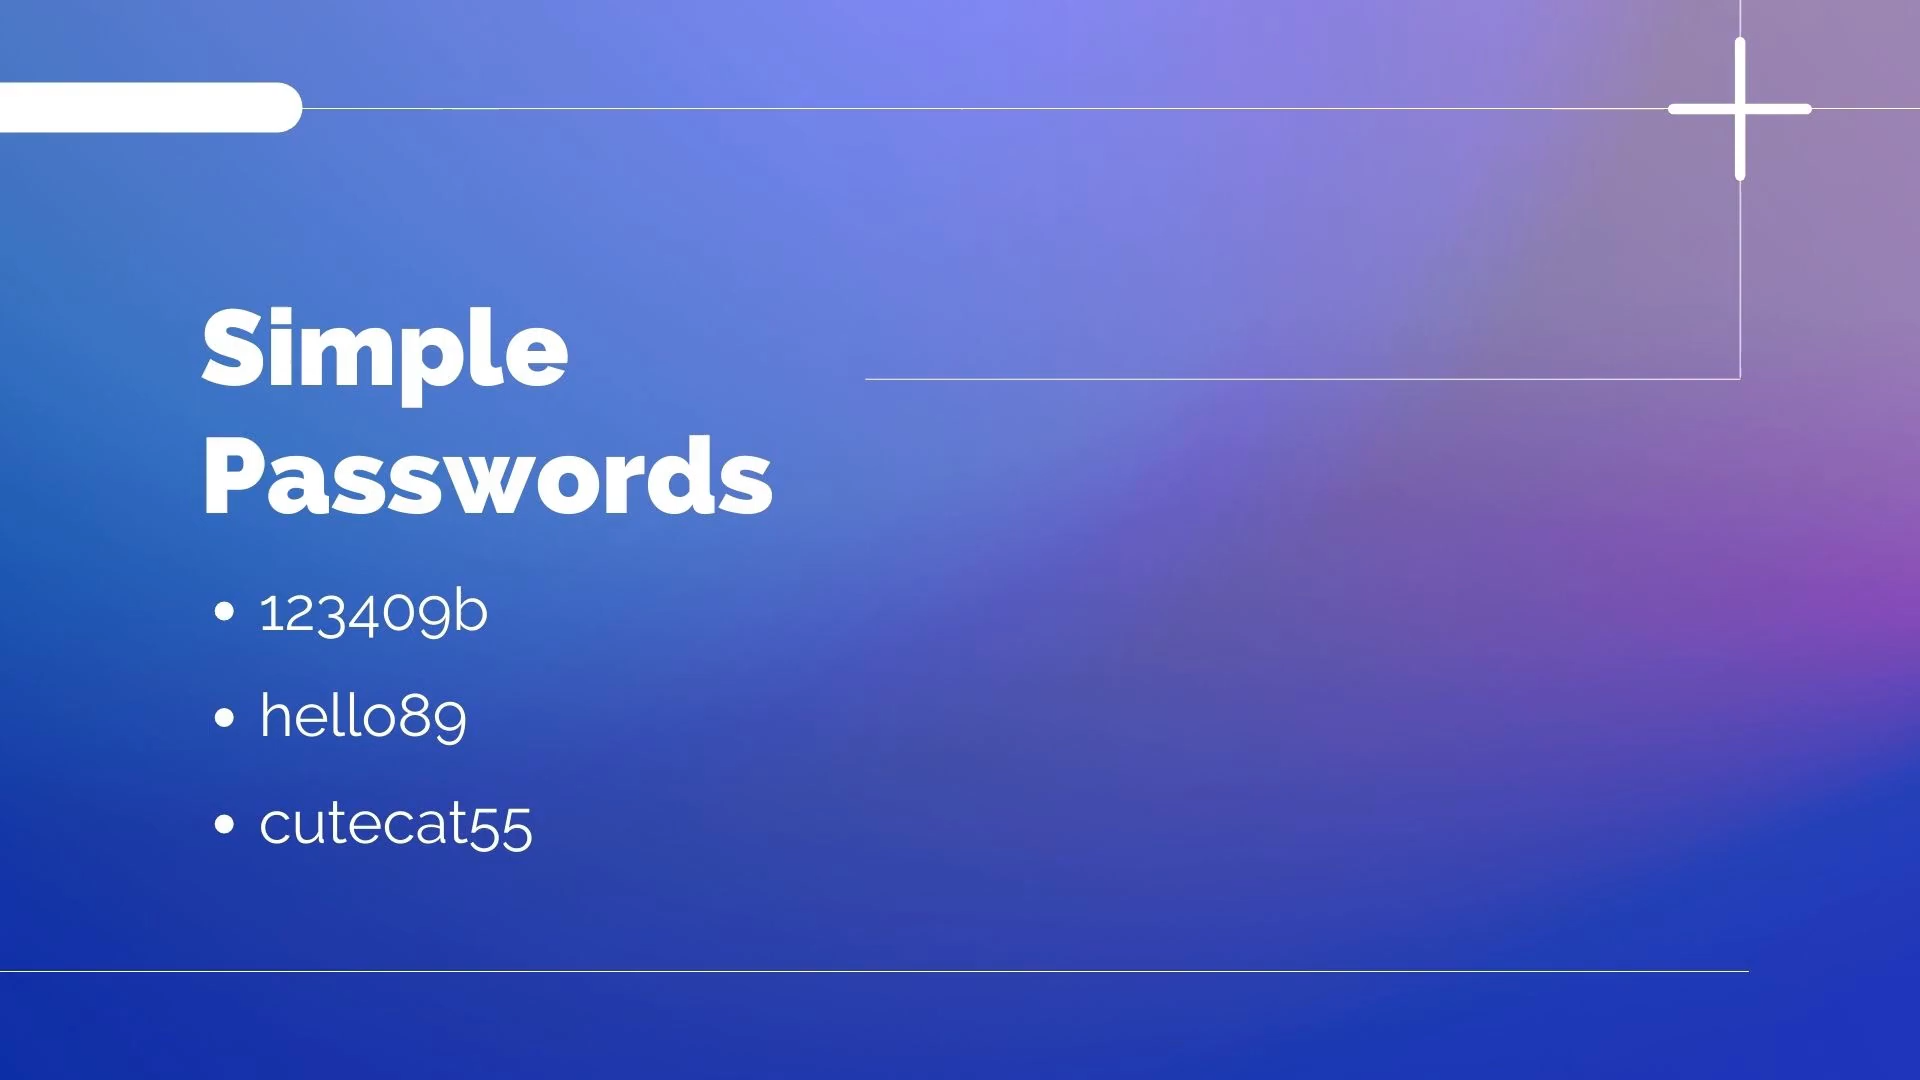 Simple
Passwords
• 123409b
• hello89
• cutecat55